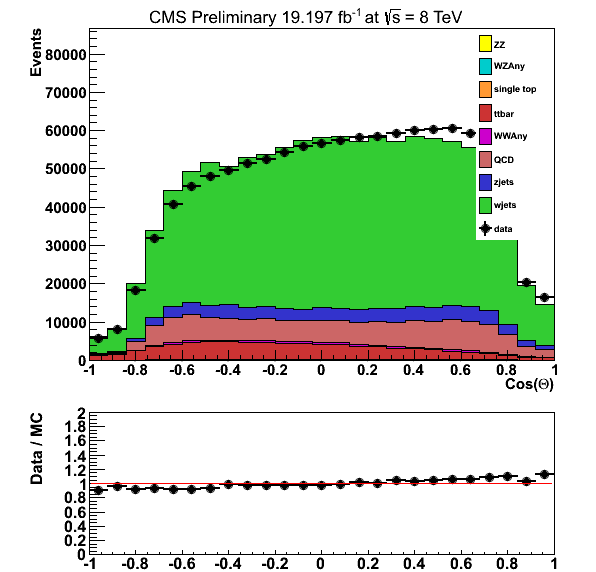 CMS Preliminary 19.197 fb-1 at √s = 8 TeV
Events
80000
70000
60000
50000
40000
30000
20000
10000
0
ZZ
WZAny
single top
ttbar
WWAny
QCD
zjets
wjets
data
-1 -0.8 -0.6 -0.4 -0.2 0 0.2 0.4 0.6 0.8 1
Cos(Θ)
Data / MC
2
1.8
1.6
1.4
1.2
1
0.8
0.6
0.4
0.2
0
-1 -0.8 -0.6 -0.4 -0.2 0 0.2 0.4 0.6 0.8 1